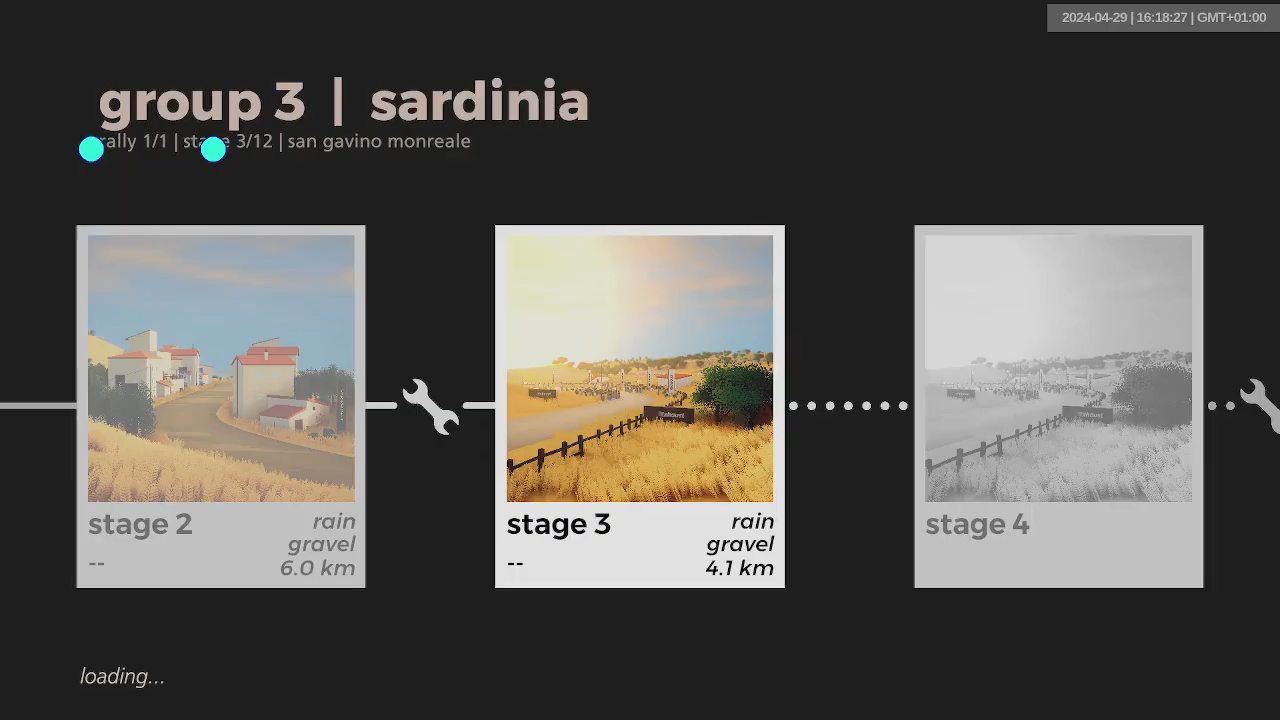 2024-04-29 | 16:18:27 | GMT+01:00
group 3 | sardinia
rally 1/1 | stage 3/12 | san gavino monreale
stage 2
rain
gravel
--
6.0 km
stage 3
rain
gravel
--
4.1 km
stage 4
loading...